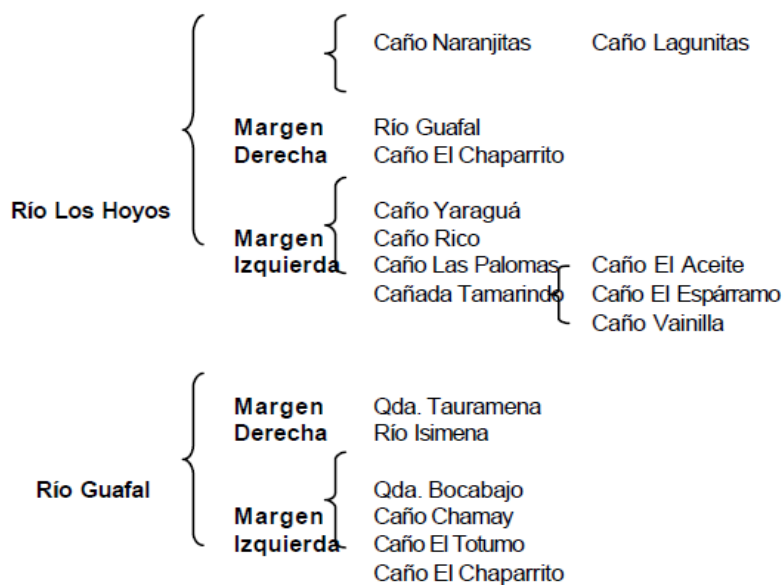 Caño Naranjitas Caño Lagunitas
Margen Río Guafal
Derecha Caño El Chaparrito
Río Los Hoyos Caño Yaraguá
Margen Caño Rico
Izquierda Caño Las Palomas Caño El Aceite
Cañada Tamarindo Caño El Espárramo
Caño Vainilla
Margen Qda. Tauramena
Derecha Río Isimena
Río Guafal Qda. Bocabajo
Margen Caño Chamay
Izquierda Caño El Totumo
Caño El Chaparrito